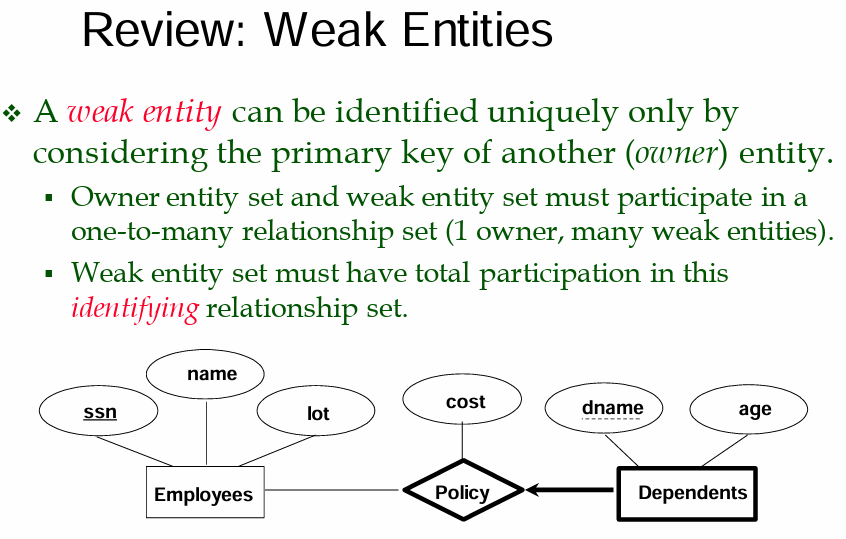 Review: Weak Entities
❖ A weak entity can be identified uniquely only by
considering the primary key of another (owner) entity.
▪ Owner entity set and weak entity set must participate in a
one-to-many relationship set (1 owner, many weak entities).
▪ Weak entity set must have total participation in this
identifying relationship set.
name
ssn
lot
cost
dname
age
Employees
Policy
Dependents